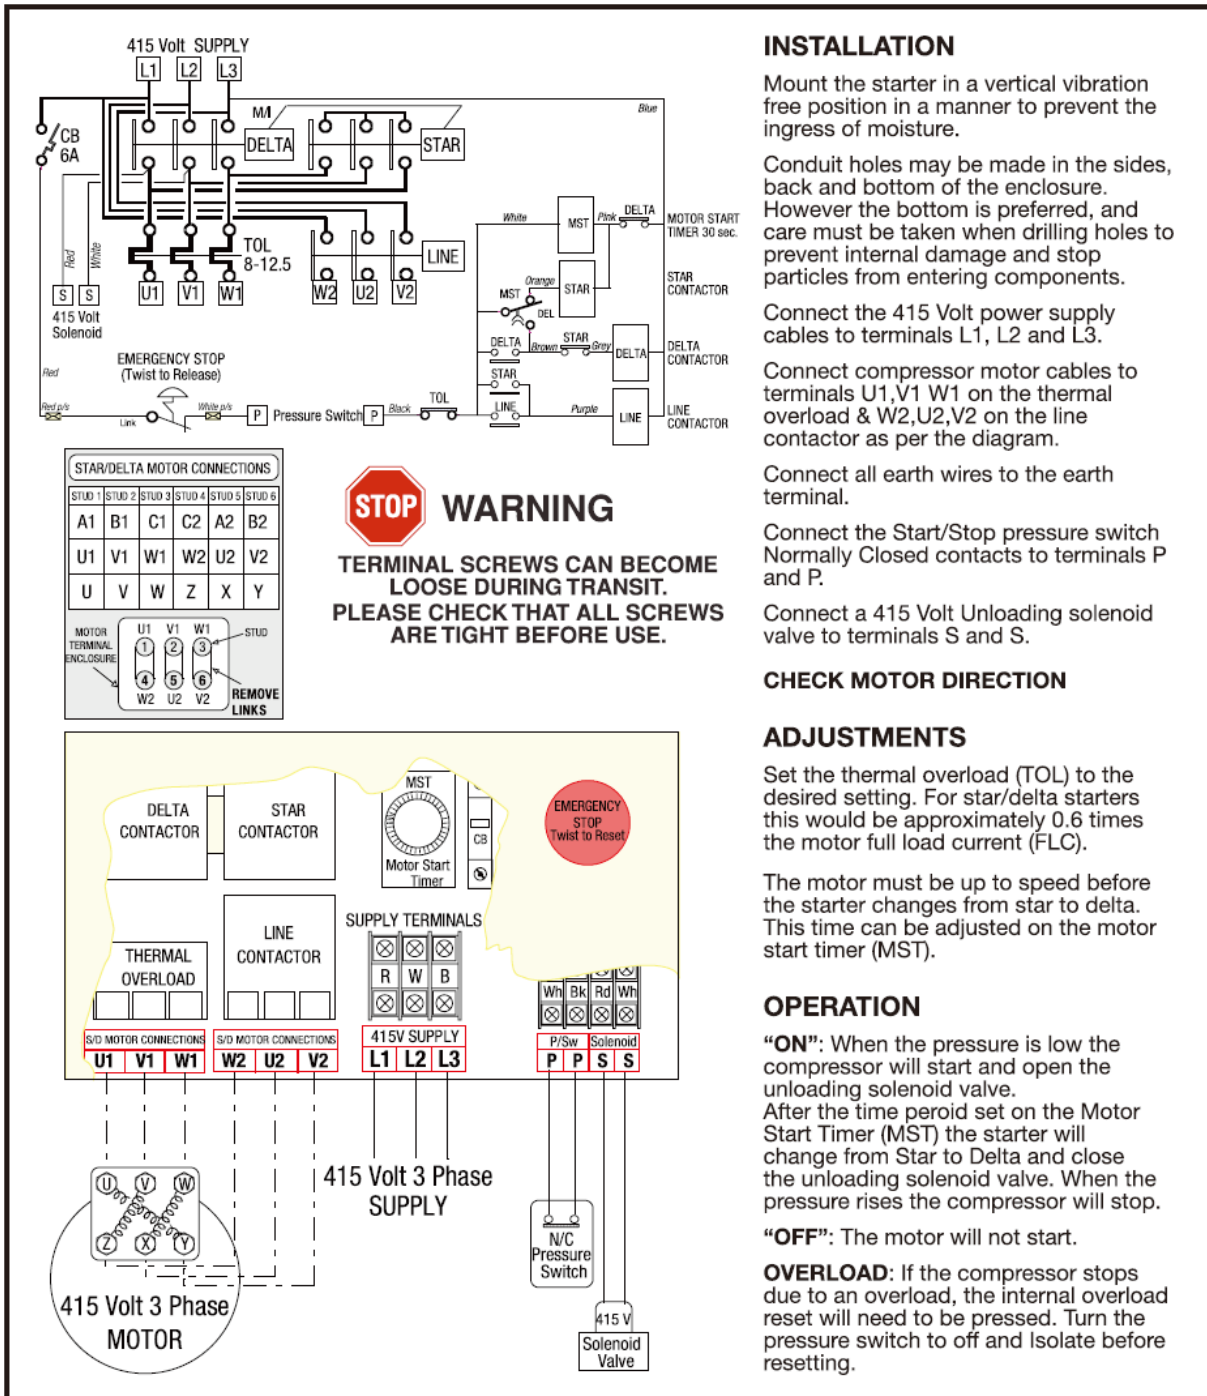 415 Volt SUPPLY
L1 L2 L3
Blue
M/I
CB
6A
DELTA
STAR
White
MST
Pink
DELTA
MOTOR START
TIMER 30 sec.
TOL
8-12.5
LINE
Red
White
S S
U1 V1 W1
W2 U2 V2
415 Volt
Solenoid
Orange
STAR
STAR
CONTACTOR
MST
DEL
DELTA
Brown
STAR
Grey
DELTA
DELTA
CONTACTOR
EMERGENCY STOP
(Twist to Release)
Red
STAR
LINE
Purple
LINE
LINE
CONTACTOR
Red p/s
Link
White p/s
P Pressure Switch P
Black
TOL
STAR/DELTA MOTOR CONNECTIONS
STUD 1 STUD 2 STUD 3 STUD 4 STUD 5 STUD 6
A1 B1 C1 C2 A2 B2
U1 V1 W1 W2 U2 V2
U V W Z X Y
MOTOR
TERMINAL
ENCLOSURE
U1 V1 W1
1 2 3
STUD
4 5 6
W2 U2 V2
REMOVE
LINKS
STOP
WARNING
TERMINAL SCREWS CAN BECOME
LOOSE DURING TRANSIT.
PLEASE CHECK THAT ALL SCREWS
ARE TIGHT BEFORE USE.
DELTA
CONTACTOR
STAR
CONTACTOR
MST
Motor Start
Timer
CB
EMERGENCY
STOP
Twist to Reset
THERMAL
OVERLOAD
LINE
CONTACTOR
SUPPLY TERMINALS
R W B
Wh Bk Rd Wh
S/D MOTOR CONNECTIONS
U1 V1 W1
S/D MOTOR CONNECTIONS
W2 U2 V2
415V SUPPLY
L1 L2 L3
P/Sw Solenoid
P P S S
U V W
Z X Y
415 Volt 3 Phase
MOTOR
415 Volt 3 Phase
SUPPLY
N/C
Pressure
Switch
415 V
Solenoid
Valve
INSTALLATION
Mount the starter in a vertical vibration
free position in a manner to prevent the
ingress of moisture.
Conduit holes may be made in the sides,
back and bottom of the enclosure.
However the bottom is preferred, and
care must be taken when drilling holes to
prevent internal damage and stop
particles from entering components.
Connect the 415 Volt power supply
cables to terminals L1, L2 and L3.
Connect compressor motor cables to
terminals U1,V1 W1 on the thermal
overload & W2,U2,V2 on the line
contactor as per the diagram.
Connect all earth wires to the earth
terminal.
Connect the Start/Stop pressure switch
Normally Closed contacts to terminals P
and P.
Connect a 415 Volt Unloading solenoid
valve to terminals S and S.
CHECK MOTOR DIRECTION
ADJUSTMENTS
Set the thermal overload (TOL) to the
desired setting. For star/delta starters
this would be approximately 0.6 times
the motor full load current (FLC).
The motor must be up to speed before
the starter changes from star to delta.
This time can be adjusted on the motor
start timer (MST).
OPERATION
“ON”: When the pressure is low the
compressor will start and open the
unloading solenoid valve.
After the time peroid set on the Motor
Start Timer (MST) the starter will
change from Star to Delta and close
the unloading solenoid valve. When the
pressure rises the compressor will stop.
“OFF”: The motor will not start.
OVERLOAD: If the compressor stops
due to an overload, the internal overload
reset will need to be pressed. Turn the
pressure switch to off and Isolate before
resetting.